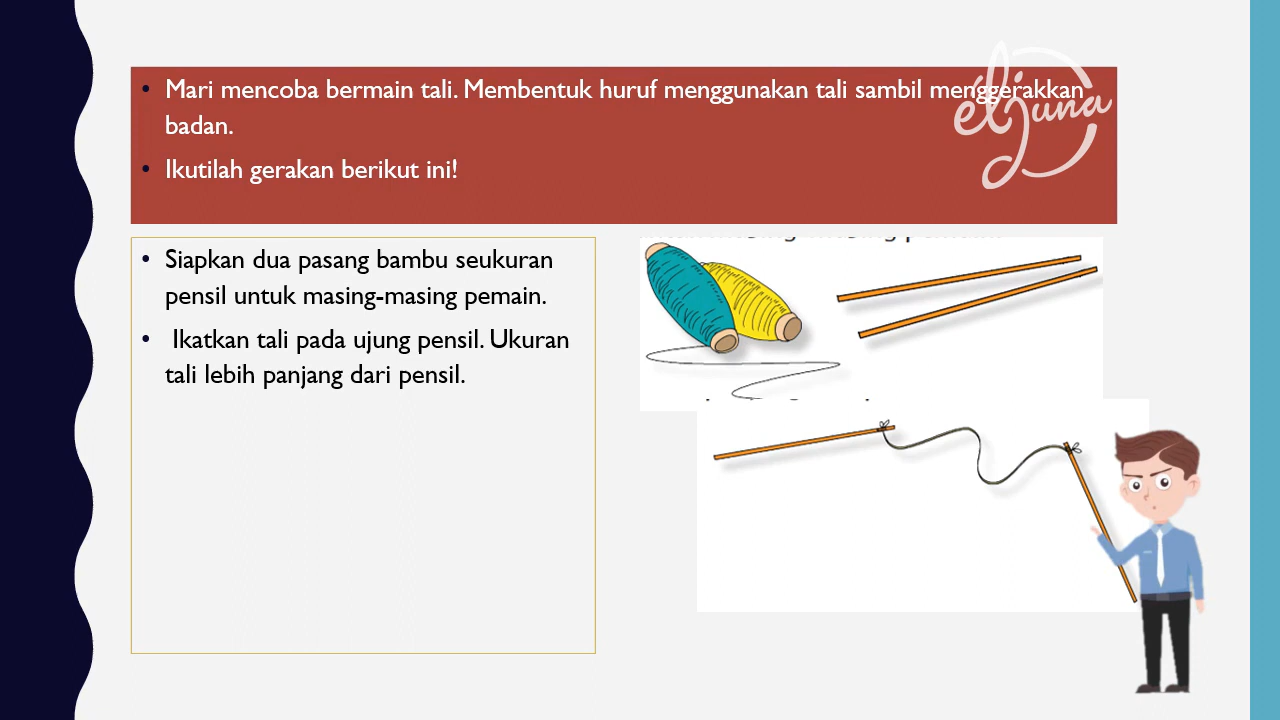 • Mari mencoba bermain tali. Membentuk huruf menggunakan tali sambil menggerakkan
badan.
• Ikutilah gerakan berikut ini!
eljuna
• Siapkan dua pasang bambu seukuran
pensil untuk masing-masing pemain.
• Ikatkan tali pada ujung pensil. Ukuran
tali lebih panjang dari pensil.